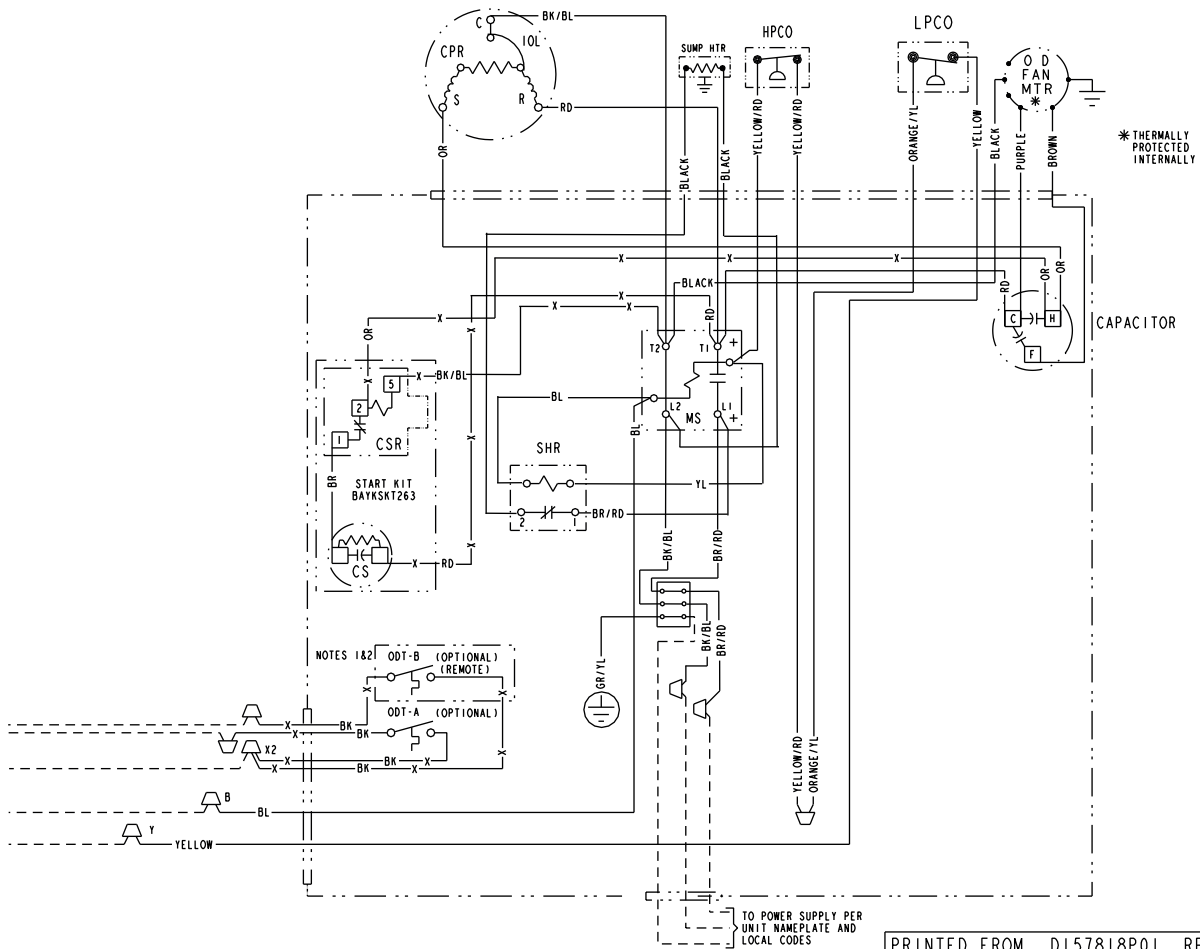 C
BK/BL
CPR
IOL
S
R
RD
OR
SUMP HTR
BLACK
BLACK
HPCO
YELLOW/RD
YELLOW/RD
LPCO
ORANGE/YL
YELLOW
BLACK
O D
FAN
MTR
*
PURPLE
BROWN
* THERMALLY
PROTECTED
INTERNALLY
X
X
X
BLACK
RD
RD
OR
OR
C
H
F
CAPACITOR
X
X
X
X
X
OR
X
X
BK/BL
5
2
1
CSR
BR
START KIT
BAYKSKT263
CS
X
RD
X
X
T2
T1
+
L2
L1
+
MS
BL
BL
SHR
YL
2
1
BR/RD
BK/BL
BR/RD
BK/BL
BR/RD
GR/YL
NOTES 1&2
ODT-B
(OPTIONAL)
(REMOTE)
X
X
ODT-A
(OPTIONAL)
X
BK
X
BK
X2
X
BK
X
X
BK
X
X
B
BL
Y
YELLOW
YELLOW/RD
ORANGE/YL
TO POWER SUPPLY PER
UNIT NAMEPLATE AND
LOCAL CODES
PRINTED FROM D157818P01 RE